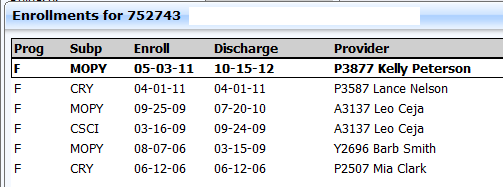 Enrollments for 752743
Prog Subp Enroll Discharge Provider
F MOPY 05-03-11 10-15-12 P3877 Kelly Peterson
F CRY 04-01-11 04-01-11 P3587 Lance Nelson
F MOPY 09-25-09 07-20-10 A3137 Leo Ceja
F CSCI 03-16-09 09-24-09 A3137 Leo Ceja
F MOPY 08-07-06 03-15-09 Y2696 Barb Smith
F CRY 06-12-06 06-12-06 P2507 Mia Clark